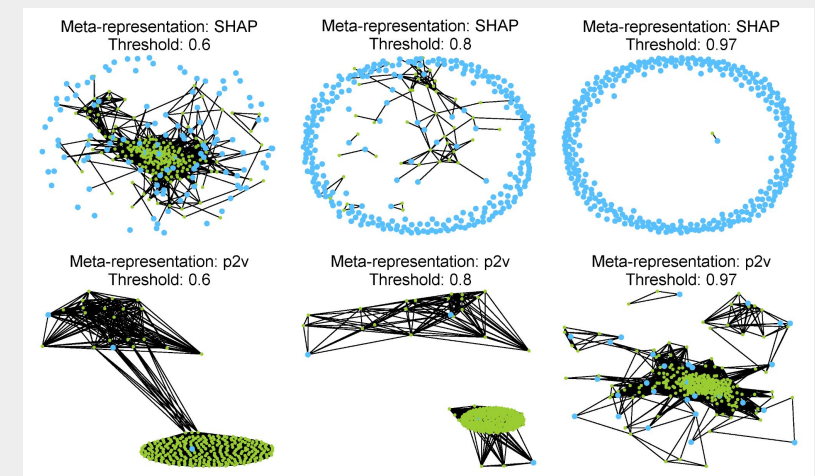 Meta-representation: SHAP
Threshold: 0.6
Meta-representation: SHAP
Threshold: 0.8
Meta-representation: SHAP
Threshold: 0.97
Meta-representation: p2v
Threshold: 0.6
Meta-representation: p2v
Threshold: 0.8
Meta-representation: p2v
Threshold: 0.97